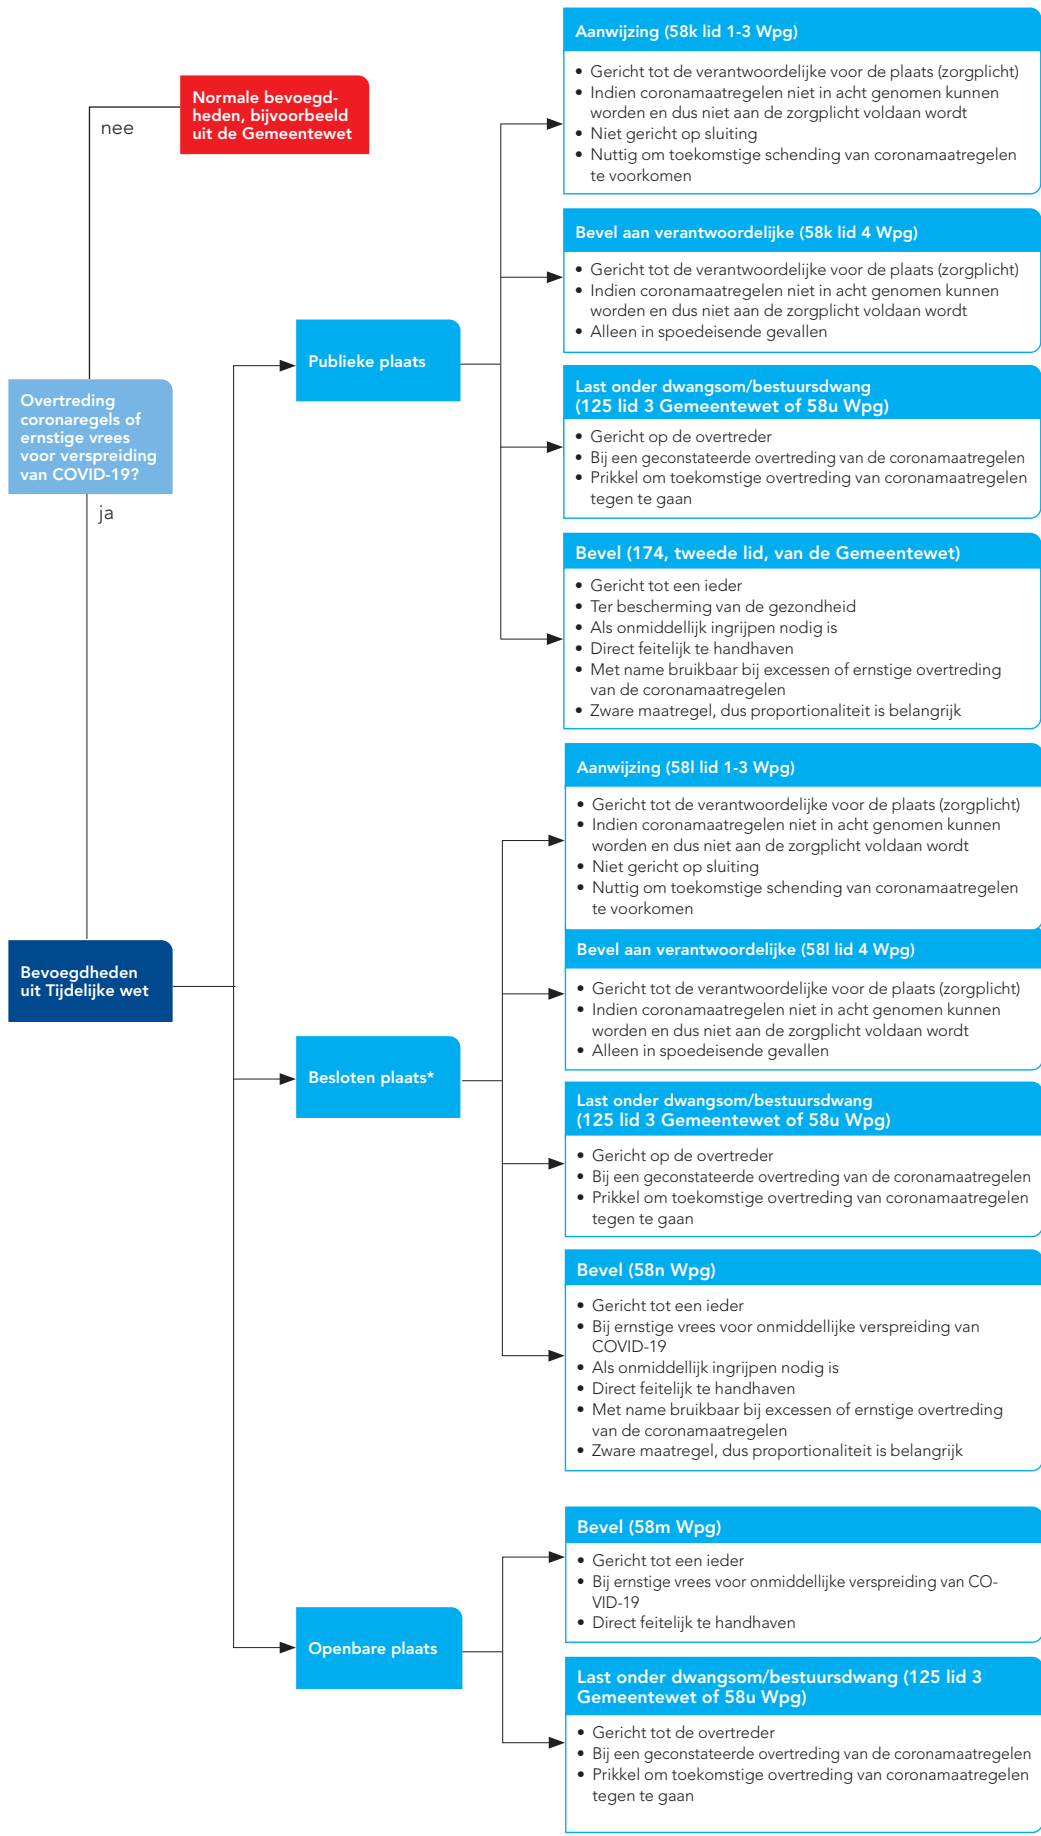 Normale bevoegd-
heden, bijvoorbeeld
uit de Gemeentewet
nee
Overtreding
coronaregels of
ernstige vrees
voor verspreiding
van COVID-19?
ja
Bevoegdheden
uit Tijdelijke wet
Publieke plaats
Aanwijzing (58k lid 1-3 Wpg)
• Gericht tot de verantwoordelijke voor de plaats (zorgplicht)
• Indien coronamaatregelen niet in acht genomen kunnen
worden en dus niet aan de zorgplicht voldaan wordt
• Niet gericht op sluiting
• Nuttig om toekomstige schending van coronamaatregelen
te voorkomen
Bevel aan verantwoordelijke (58k lid 4 Wpg)
• Gericht tot de verantwoordelijke voor de plaats (zorgplicht)
• Indien coronamaatregelen niet in acht genomen kunnen
worden en dus niet aan de zorgplicht voldaan wordt
• Alleen in spoedeisende gevallen
Last onder dwangsom/bestuursdwang
(125 lid 3 Gemeentewet of 58u Wpg)
• Gericht op de overtreder
• Bij een geconstateerde overtreding van de coronamaatregelen
• Prikkel om toekomstige overtreding van coronamaatregelen
tegen te gaan
Bevel (174, tweede lid, van de Gemeentewet)
• Gericht tot een ieder
• Ter bescherming van de gezondheid
• Als onmiddellijk ingrijpen nodig is
• Direct feitelijk te handhaven
• Met name bruikbaar bij excessen of ernstige overtreding
van de coronamaatregelen
• Zware maatregel, dus proportionaliteit is belangrijk
Besloten plaats*
Aanwijzing (58l lid 1-3 Wpg)
• Gericht tot de verantwoordelijke voor de plaats (zorgplicht)
• Indien coronamaatregelen niet in acht genomen kunnen
worden en dus niet aan de zorgplicht voldaan wordt
• Niet gericht op sluiting
• Nuttig om toekomstige schending van coronamaatregelen
te voorkomen
Bevel aan verantwoordelijke (58l lid 4 Wpg)
• Gericht tot de verantwoordelijke voor de plaats (zorgplicht)
• Indien coronamaatregelen niet in acht genomen kunnen
worden en dus niet aan de zorgplicht voldaan wordt
• Alleen in spoedeisende gevallen
Last onder dwangsom/bestuursdwang
(125 lid 3 Gemeentewet of 58u Wpg)
• Gericht op de overtreder
• Bij een geconstateerde overtreding van de coronamaatregelen
• Prikkel om toekomstige overtreding van coronamaatregelen
tegen te gaan
Bevel (58n Wpg)
• Gericht tot een ieder
• Bij ernstige vrees voor onmiddellijke verspreiding van
COVID-19
• Als onmiddellijk ingrijpen nodig is
• Direct feitelijk te handhaven
• Met name bruikbaar bij excessen of ernstige overtreding
van de coronamaatregelen
• Zware maatregel, dus proportionaliteit is belangrijk
Openbare plaats
Bevel (58m Wpg)
• Gericht tot een ieder
• Bij ernstige vrees voor onmiddellijke verspreiding van CO-
VID-19
• Direct feitelijk te handhaven
Last onder dwangsom/bestuursdwang (125 lid 3
Gemeentewet of 58u Wpg)
• Gericht tot de overtreder
• Bij een geconstateerde overtreding van de coronamaatregelen
• Prikkel om toekomstige overtreding van coronamaatregelen
tegen te gaan